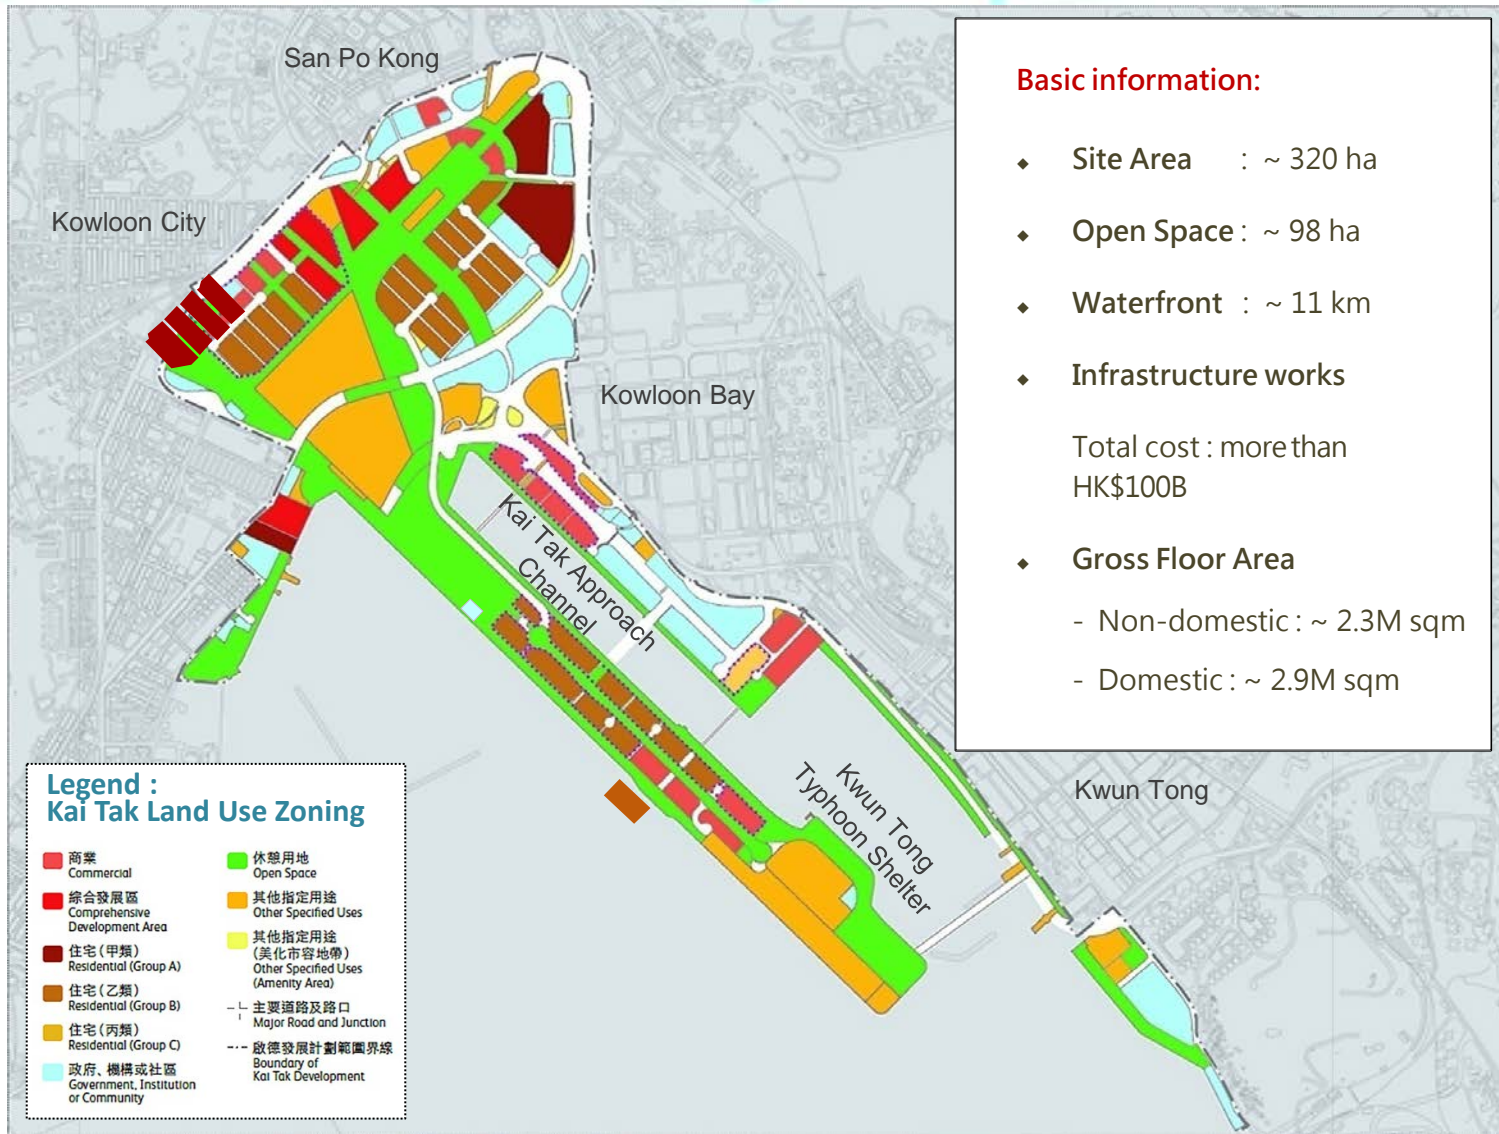 San Po Kong
Kowloon City
Kowloon Bay
Kai Tak Approach
Channel
Kwun Tong
Typhoon Shelter
Kwun Tong
Basic information:
◆ Site Area : ~ 320 ha
◆ Open Space : ~ 98 ha
◆ Waterfront : ~ 11 km
◆ Infrastructure works
Total cost : more than
HK$100B
◆ Gross Floor Area
- Non-domestic : ~ 2.3M sqm
- Domestic : ~ 2.9M sqm
Legend :
Kai Tak Land Use Zoning
商業
Commercial
綜合發展區
Comprehensive
Development Area
住宅(甲類)
Residential (Group A)
住宅(乙類)
Residential (Group B)
住宅(丙類)
Residential (Group C)
政府、機構或社區
Government, Institution
or Community
休憩用地
Open Space
其他指定用途
Other Specified Uses
其他指定用途
(美化市容地帶)
Other Specified Uses
(Amenity Area)
主要道路及路口
Major Road and Junction
啟德發展計劃範圍界線
Boundary of
Kai Tak Development